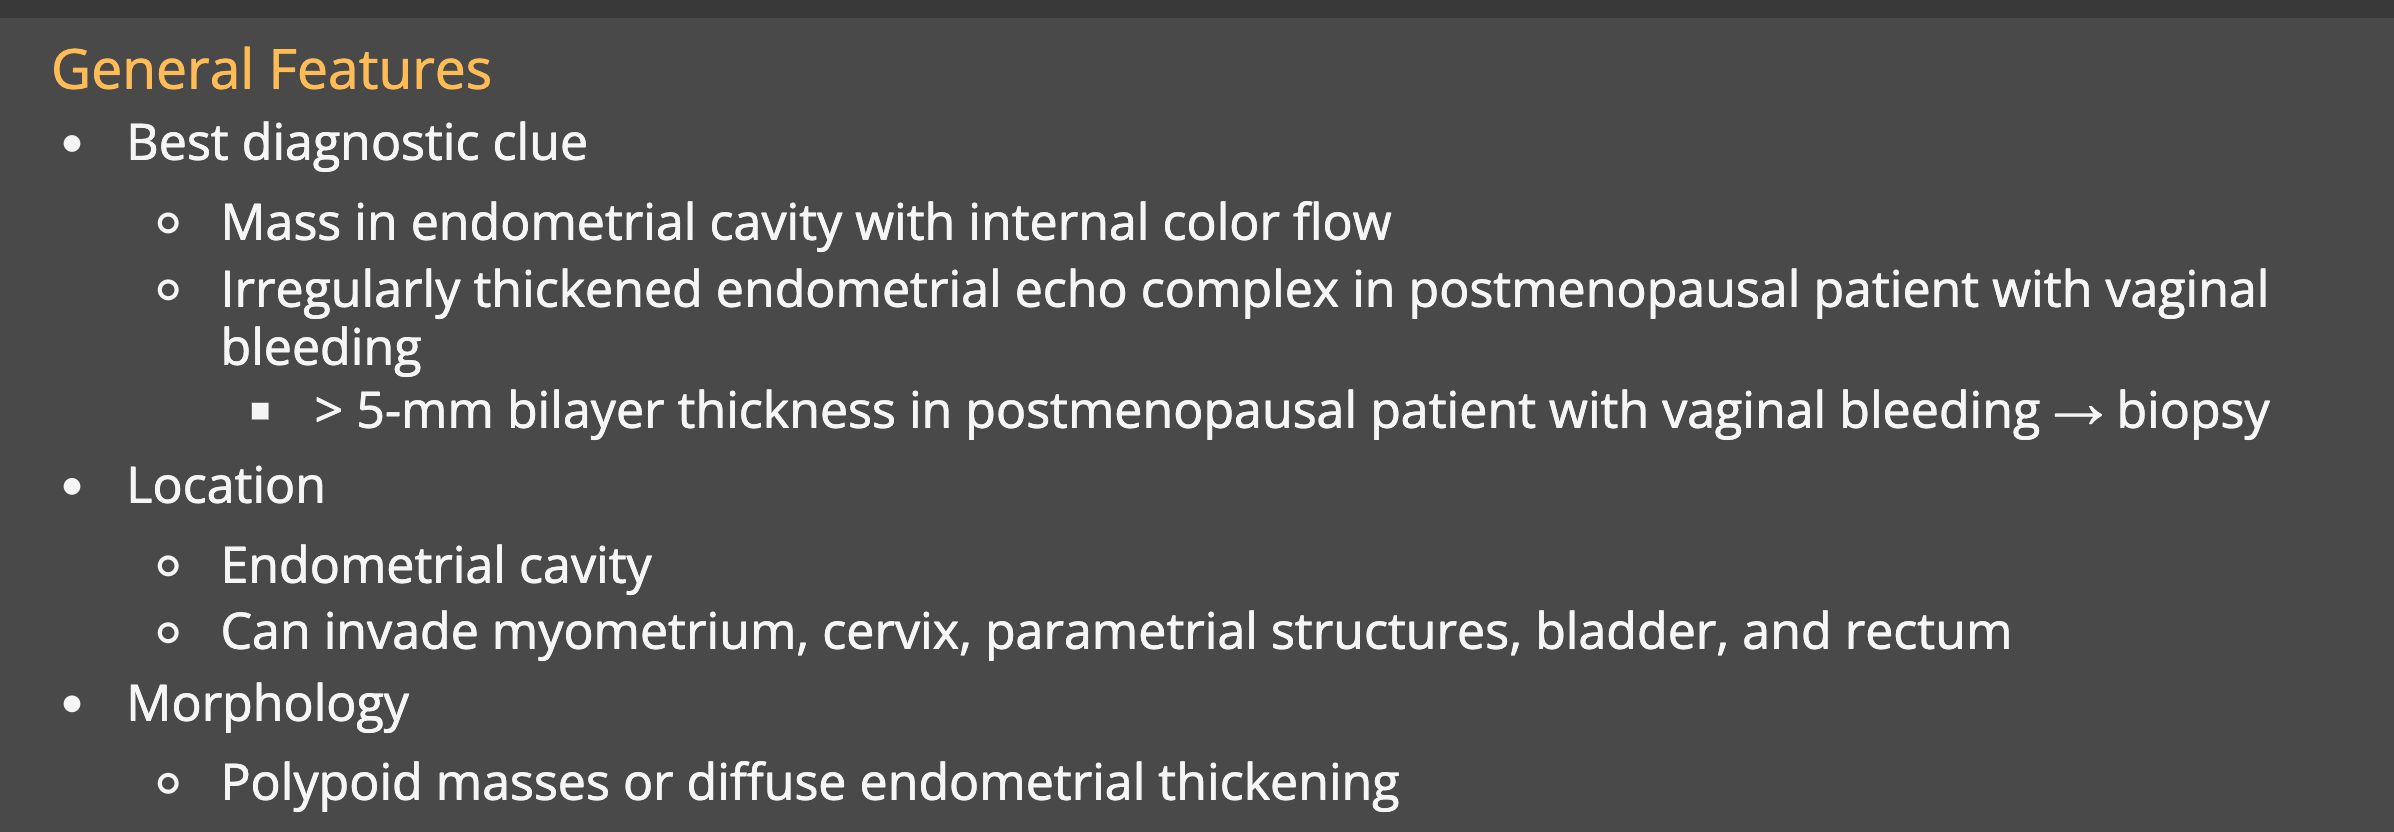 General Features
• Best diagnostic clue
○ Mass in endometrial cavity with internal color flow
○ Irregularly thickened endometrial echo complex in postmenopausal patient with vaginal
bleeding
▪ > 5-mm bilayer thickness in postmenopausal patient with vaginal bleeding → biopsy
• Location
○ Endometrial cavity
○ Can invade myometrium, cervix, parametrial structures, bladder, and rectum
• Morphology
○ Polypoid masses or diffuse endometrial thickening